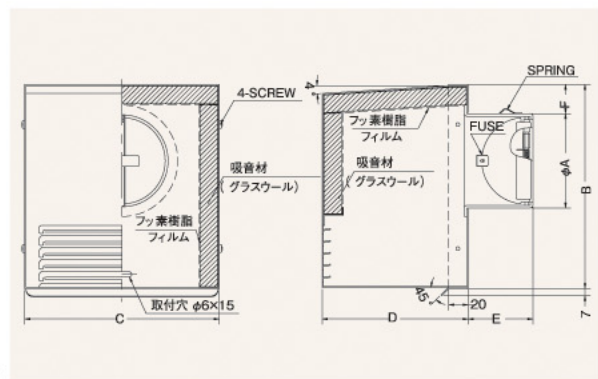 4-SCREW
吸音材
(グラスウール)
フッ素樹脂
フィルム
取付穴 φ6×15
C
4°
フッ素樹脂
フィルム
吸音材
(グラスウール)
SPRING
FUSE
F
φA
B
45°
20
7
D
E